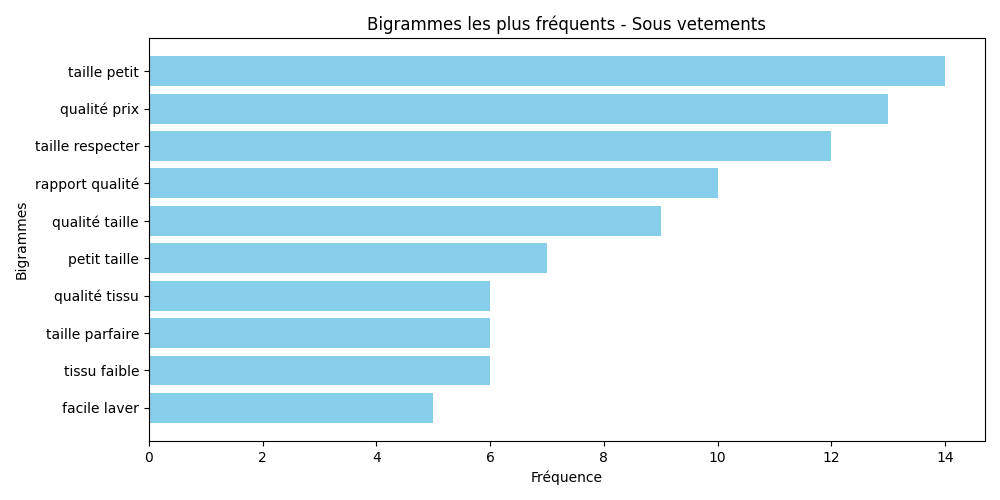 Bigrammes les plus fréquents - Sous vetements
taille petit
qualité prix
taille respecter
rapport qualité
qualité taille
petit taille
qualité tissu
taille parfaire
tissu faible
facile laver
Bigrammes
0 2 4 6 8 10 12 14
Fréquence